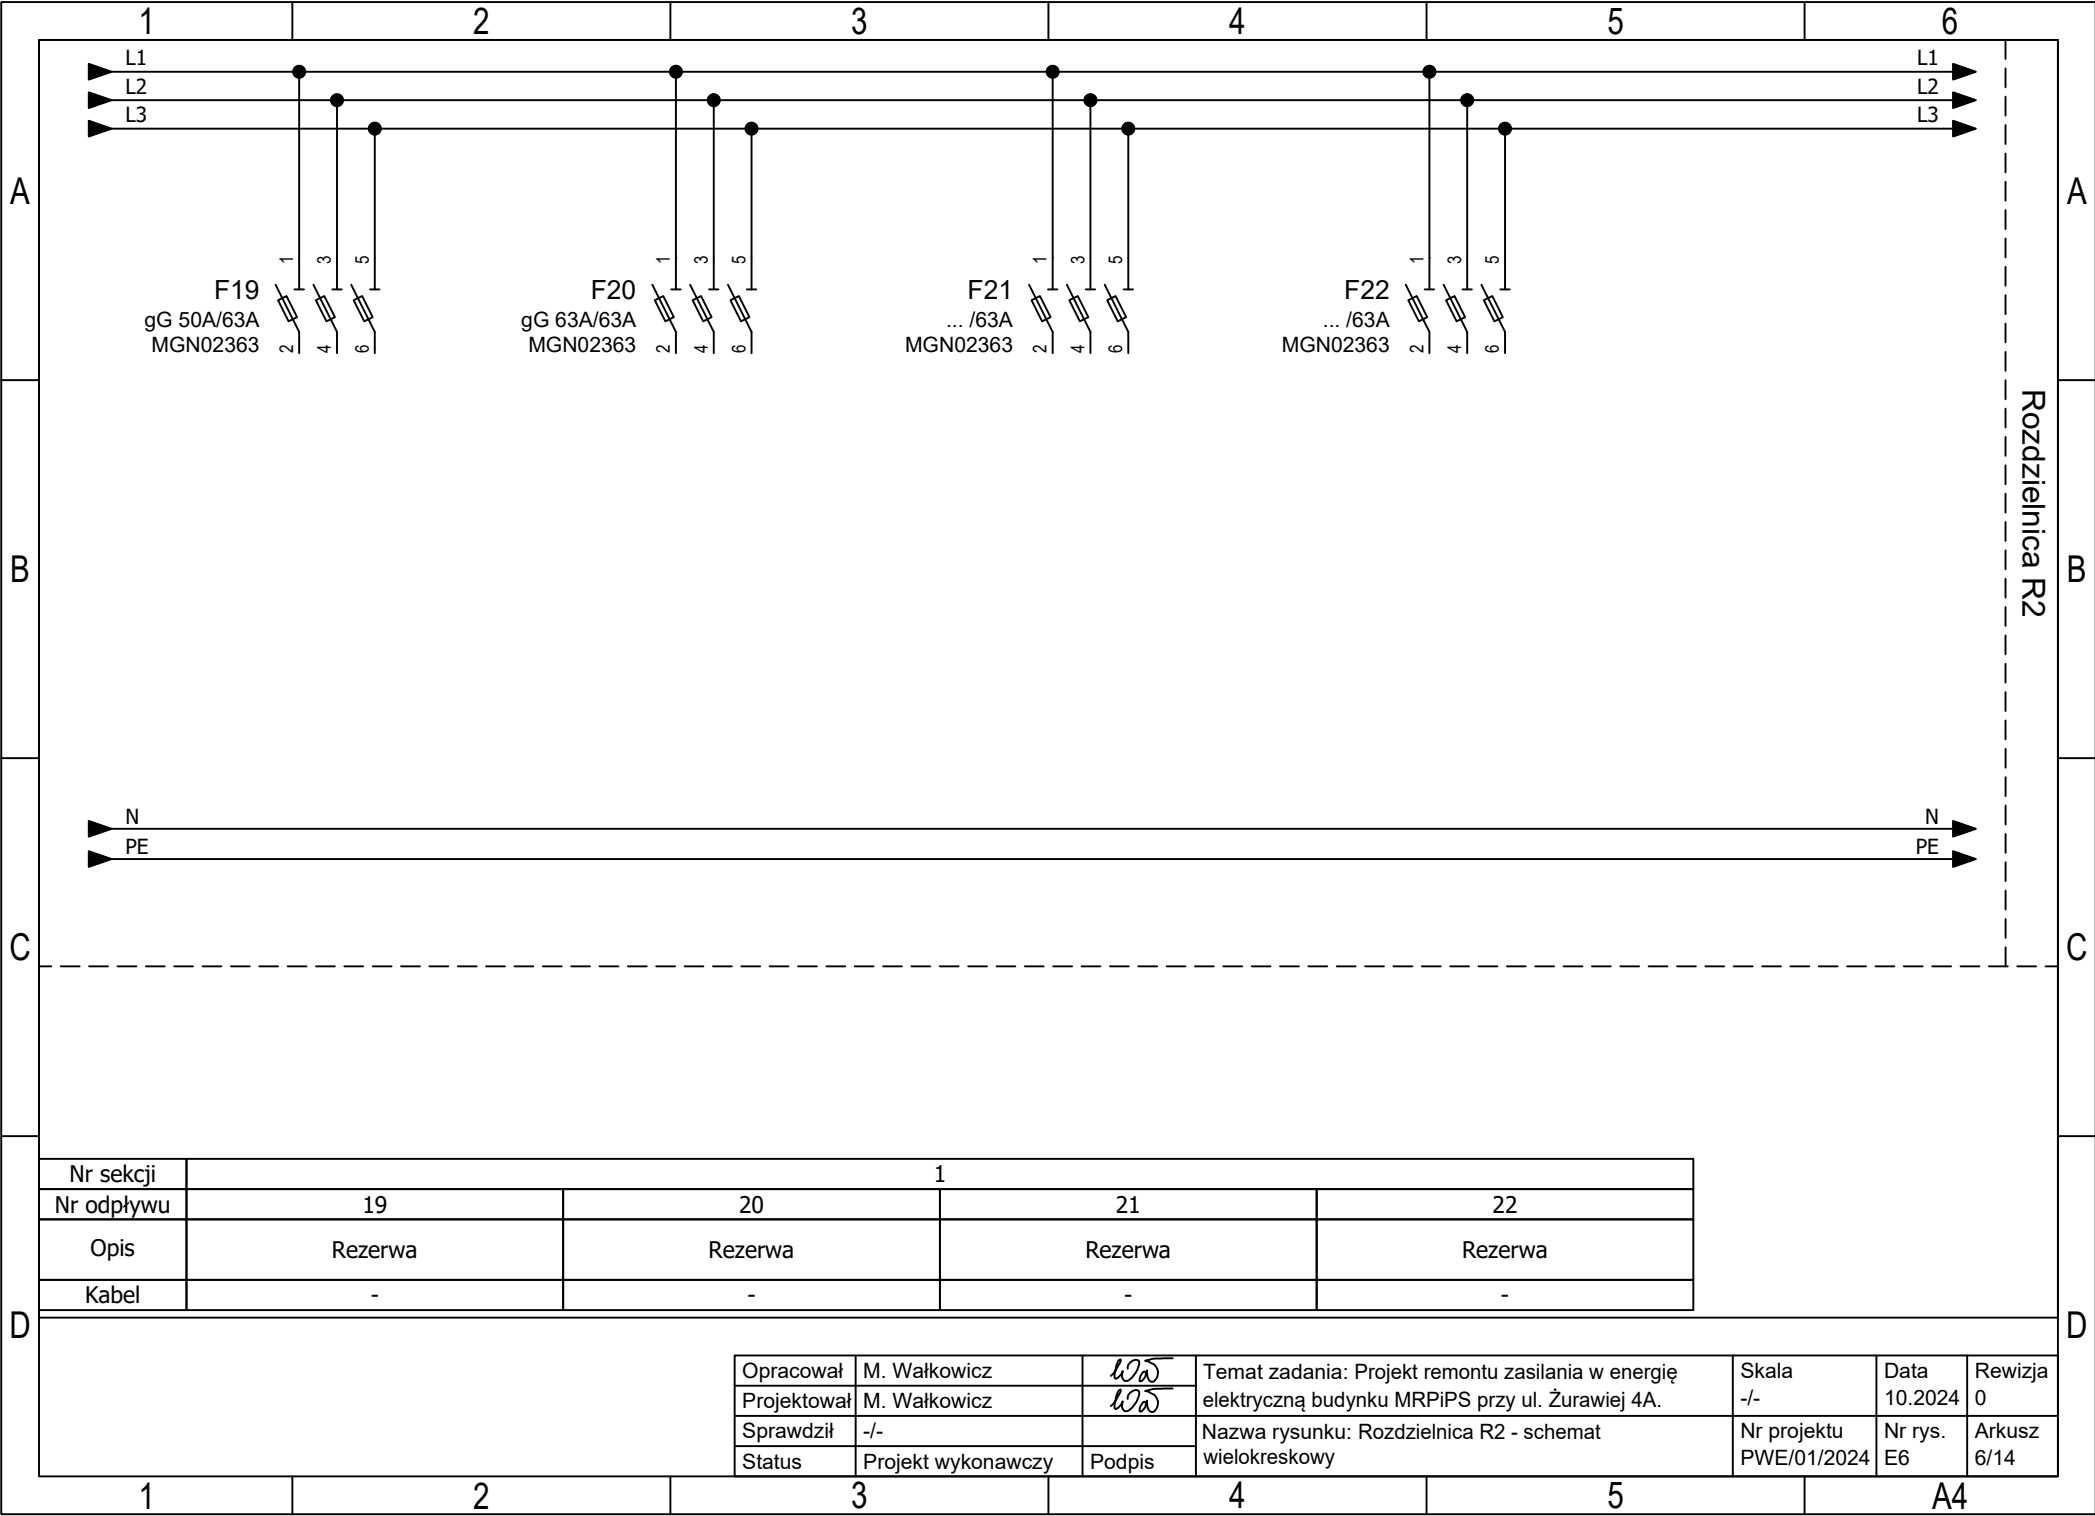 1 2 3 4 5 6
L1 L1
L2 L2
L3 L3
A A
1 3 5 1 3 5 1 3 5 1 3 5
F19 F20 F21 F22
gG 50A/63A gG 63A/63A ... /63A ... /63A
MGN02363 MGN02363 MGN02363 MGN02363
2 4 6 2 4 6 2 4 6 2 4 6
Rozdzielnica R2
B B
N N
PE PE
C C
Nr sekcji 1
Nr odpływu 19 20 21 22
Opis Rezerwa Rezerwa Rezerwa Rezerwa
Kabel - - - -
D D
Opracował M. Wałkowicz Temat zadania: Projekt remontu zasilania w energię Skala Data Rewizja
Projektował M. Wałkowicz elektryczną budynku MRPiPS przy ul. Żurawiej 4A. -/- 10.2024 0
Sprawdził -/- Nazwa rysunku: Rozdzielnica R2 - schemat Nr projektu Nr rys. Arkusz
Status Projekt wykonawczy Podpis wielokreskowy PWE/01/2024 E6 6/14
1 2 3 4 5 A4